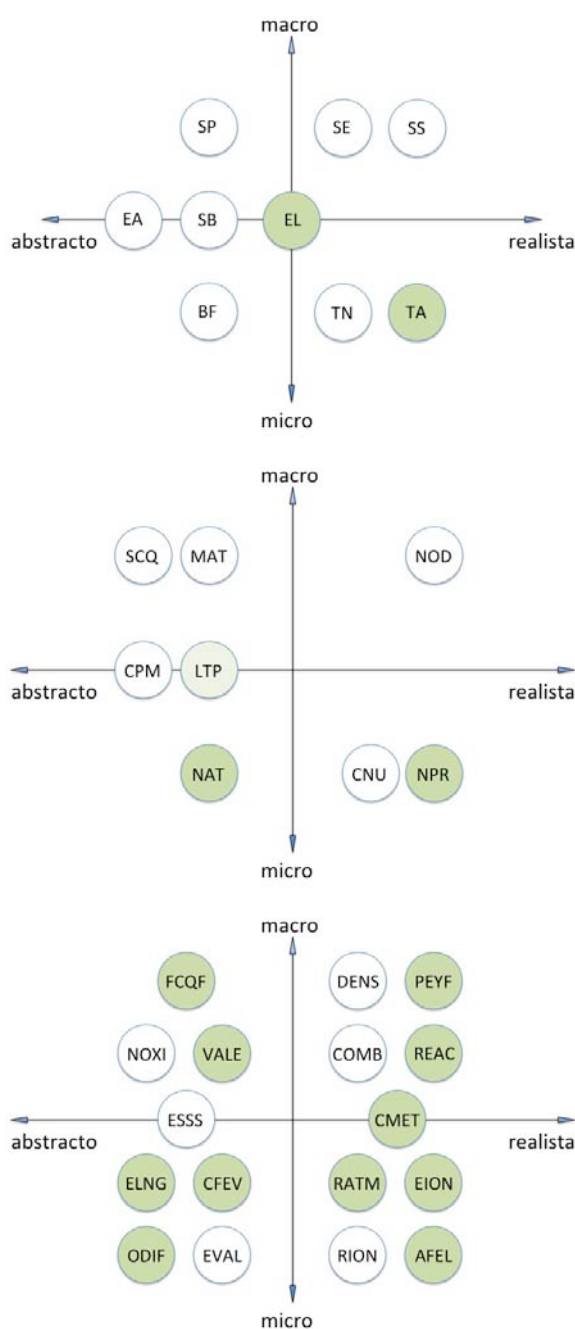 macro
SP SE SS
EA SB EL
abstracto realista
BF TN TA
micro
macro
SCQ MAT NOD
CPM LTP
abstracto realista
NAT CNU NPR
micro
macro
FCQF DENS PEYF
NOXI VALE COMB REAC
ESSS CMET
abstracto realista
ELNG CFEV RATM EION
ODIF EVAL RION AFEL
micro